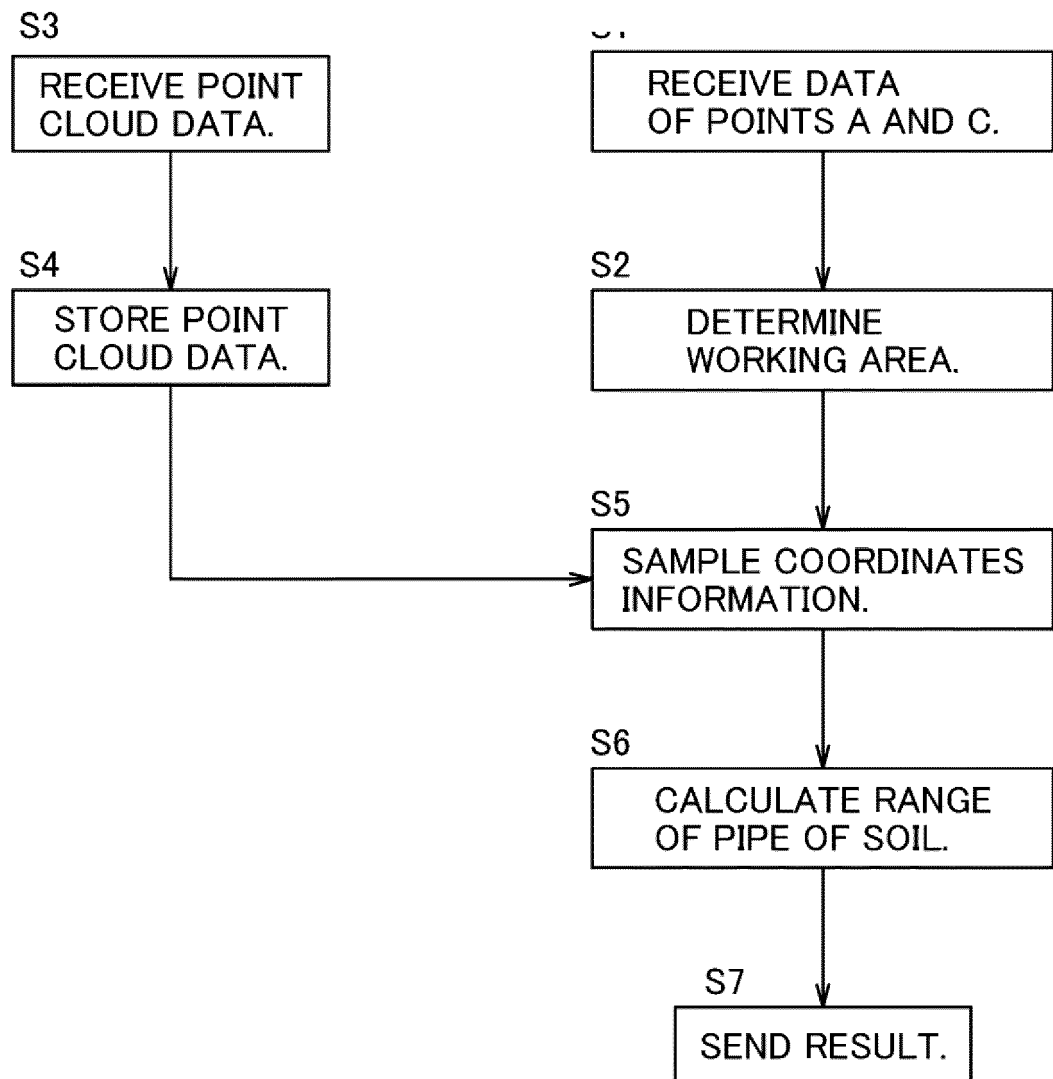 S3
RECEIVE POINT
CLOUD DATA.
RECEIVE DATA
OF POINTS A AND C.
S4
STORE POINT
CLOUD DATA.
S2
DETERMINE
WORKING AREA.
S5
SAMPLE COORDINATES
INFORMATION.
S6
CALCULATE RANGE
OF PIPE OF SOIL.
S7
SEND RESULT.